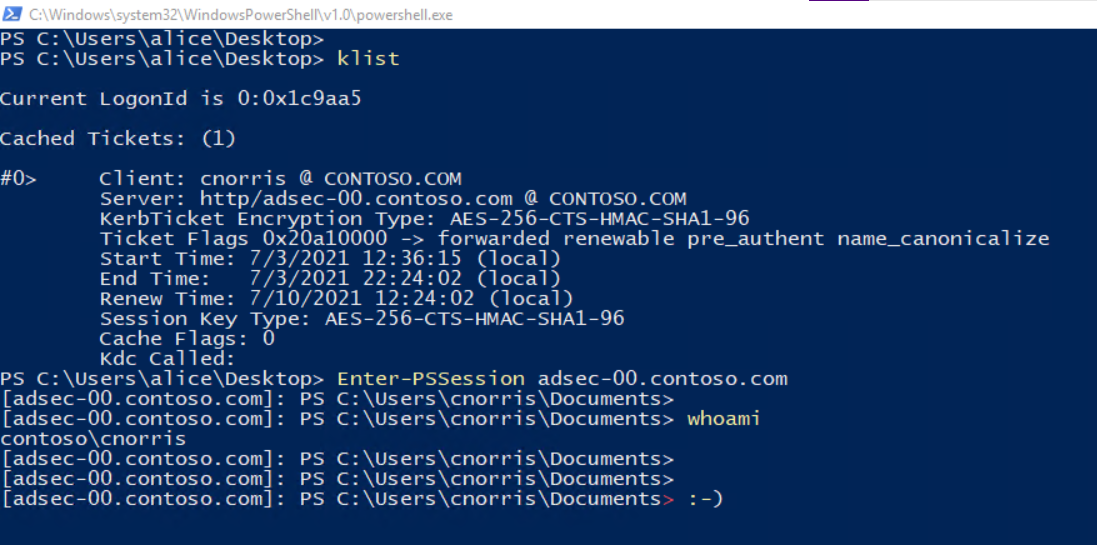 C:\Windows\system32\WindowsPowerShell\v1.0\powershell.exe
PS C:\Users\alice\Desktop>
PS C:\Users\alice\Desktop> klist
Current LogonId is 0:0x1c9aa5
Cached Tickets: (1)
#0>     Client: cnorris @ CONTOSO.COM
        Server: http/adsec-00.contoso.com @ CONTOSO.COM
        KerbTicket Encryption Type: AES-256-CTS-HMAC-SHA1-96
        Ticket Flags 0x20a10000 -> forwarded renewable pre_authent name_canonicalize
        Start Time: 7/3/2021 12:36:15 (local)
        End Time:   7/3/2021 22:24:02 (local)
        Renew Time: 7/10/2021 12:24:02 (local)
        Session Key Type: AES-256-CTS-HMAC-SHA1-96
        Cache Flags: 0
        Kdc Called:
PS C:\Users\alice\Desktop> Enter-PSSession adsec-00.contoso.com
[adsec-00.contoso.com]: PS C:\Users\cnorris\Documents>
[adsec-00.contoso.com]: PS C:\Users\cnorris\Documents> whoami
contoso\cnorris
[adsec-00.contoso.com]: PS C:\Users\cnorris\Documents>
[adsec-00.contoso.com]: PS C:\Users\cnorris\Documents>
[adsec-00.contoso.com]: PS C:\Users\cnorris\Documents> :-)